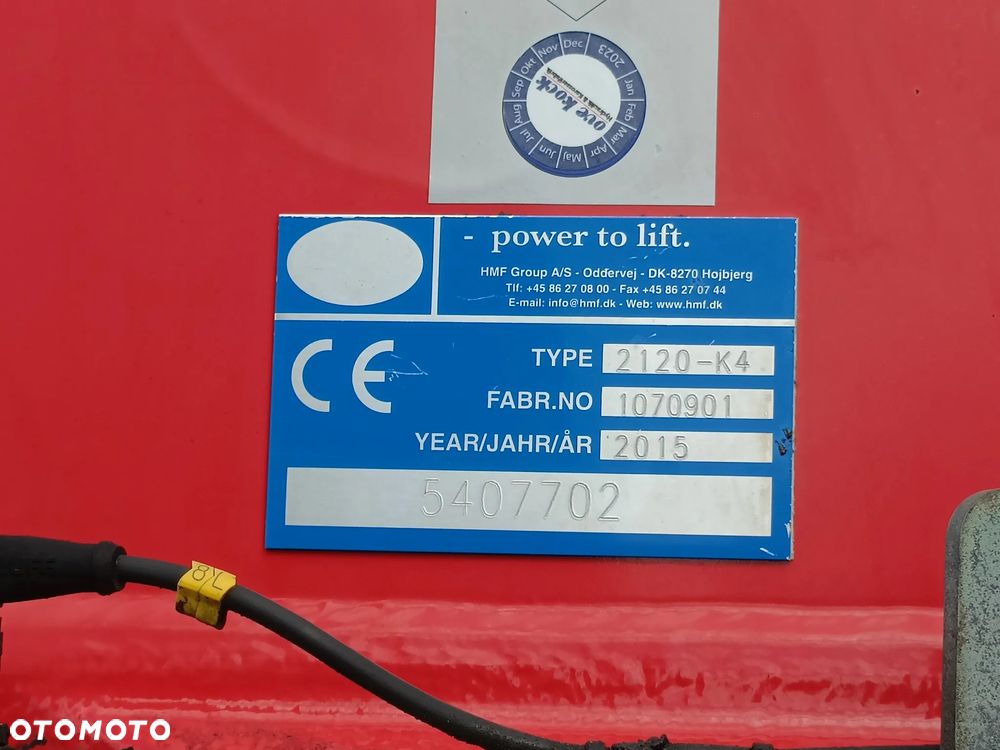 2023
Jan
Feb
Mar
Apr
Maj
Jun
Jul
Aug
Sep
Okt
Nov
Dec
ove kock
- power to lift.
HMF Group A/S - Oddervej - DK-8270 Højbjerg
Tlf: +45 86 27 08 00 - Fax +45 86 27 07 44
E-mail: info@hmf.dk - Web: www.hmf.dk
CE
TYPE 2120-K4
FABR.NO 1070901
YEAR/JAHR/ÅR 2015
5407702
OTOMOTO